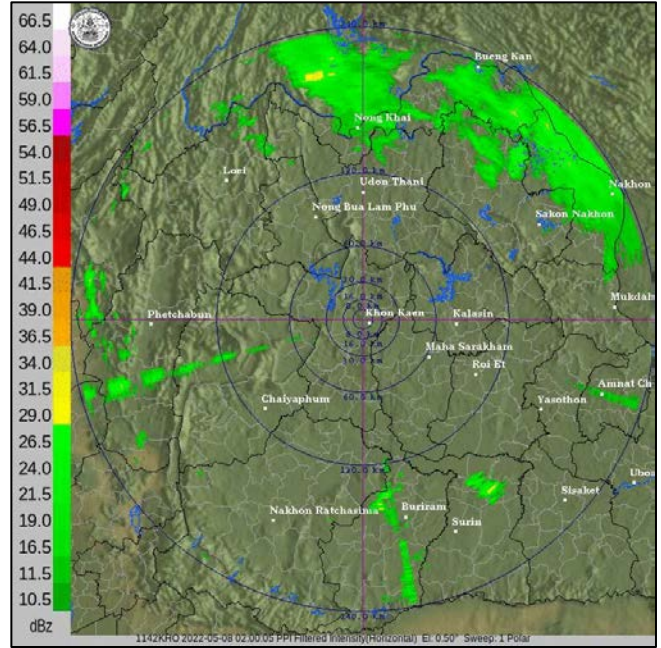 66.5
64.0
61.5
59.0
56.5
54.0
51.5
49.0
46.5
44.0
41.5
39.0
36.5
34.0
31.5
29.0
26.5
24.0
21.5
19.0
16.5
11.5
10.5
dBz
Bueng Kan
Nong Khai
Loei
Udon Thani
Nakhon
Nong Bua Lam Phu
Sakon Nakhon
Mukdah
Phetchabun
Khon Kaen
Kalasin
Maha Sarakham
Roi Et
Chaiyaphum
Yasothon
Amnat Ch
120.0 km
Ubo
Sisaket
Nakhon Ratchasima
Buriram
Surin
1142KHO 2022-05-08 02:00:05 PPI Filtered Intensity(Horizontal) El: 0.50° Sweep: 1 Polar